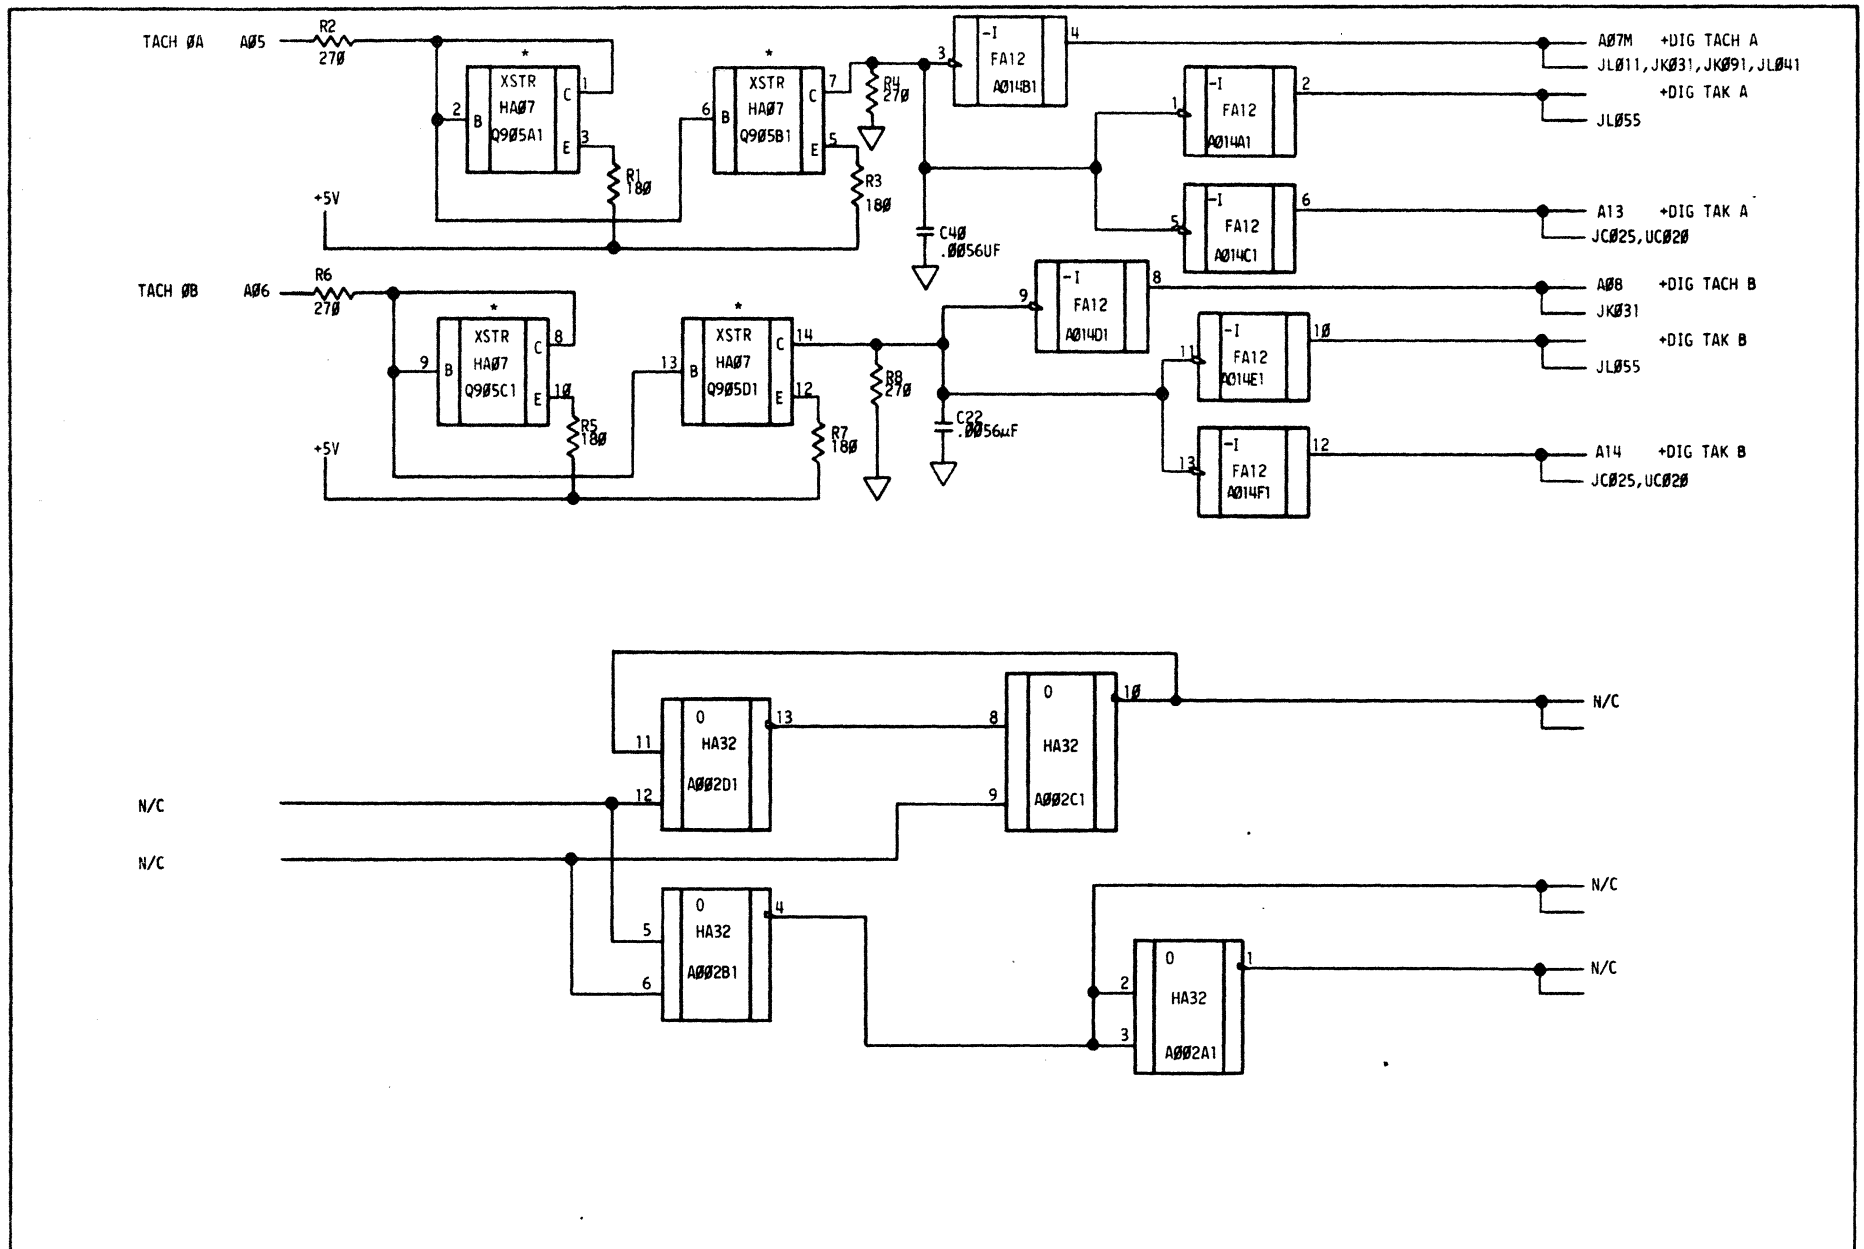 TACH ØA AØ5 R2 27Ø
*
XSTR
HAØ7
Q9Ø5A1
2 B C 1 E 3
R1
18Ø
+5V
*
XSTR
HAØ7
Q9Ø5B1
6 B C 7 E 5
R4
27Ø
R3
18Ø
C4Ø
.ØØ56UF
3 -I 4
FA12
AØ14B1
1 -I 2
FA12
AØ14A1
5 -I 6
FA12
AØ14C1
AØ7M +DIG TACH A
JLØ11,JKØ31,JKØ91,JLØ41
+DIG TAK A
JLØ55
A13 +DIG TAK A
JCØ25,UCØ2Ø
TACH ØB AØ6 R6 27Ø
*
XSTR
HAØ7
Q9Ø5C1
9 B C 8 E 1Ø
R5
18Ø
+5V
*
XSTR
HAØ7
Q9Ø5D1
13 B C 14 E 12
R7
18Ø
R8
27Ø
C22
.ØØ56µF
9 -I 8
FA12
AØ14D1
11 -I 1Ø
FA12
AØ14E1
13 -I 12
FA12
AØ14F1
AØ8 +DIG TACH B
JKØ31
+DIG TAK B
JLØ55
A14 +DIG TAK B
JCØ25,UCØ2Ø
N/C
N/C
11 O 13
HA32
AØØ2D1
12
8 O 1Ø
HA32
9 AØØ2C1
N/C
O 4
5 HA32
AØØ2B1
6
N/C
O 1
2 HA32
3 AØØ2A1
N/C